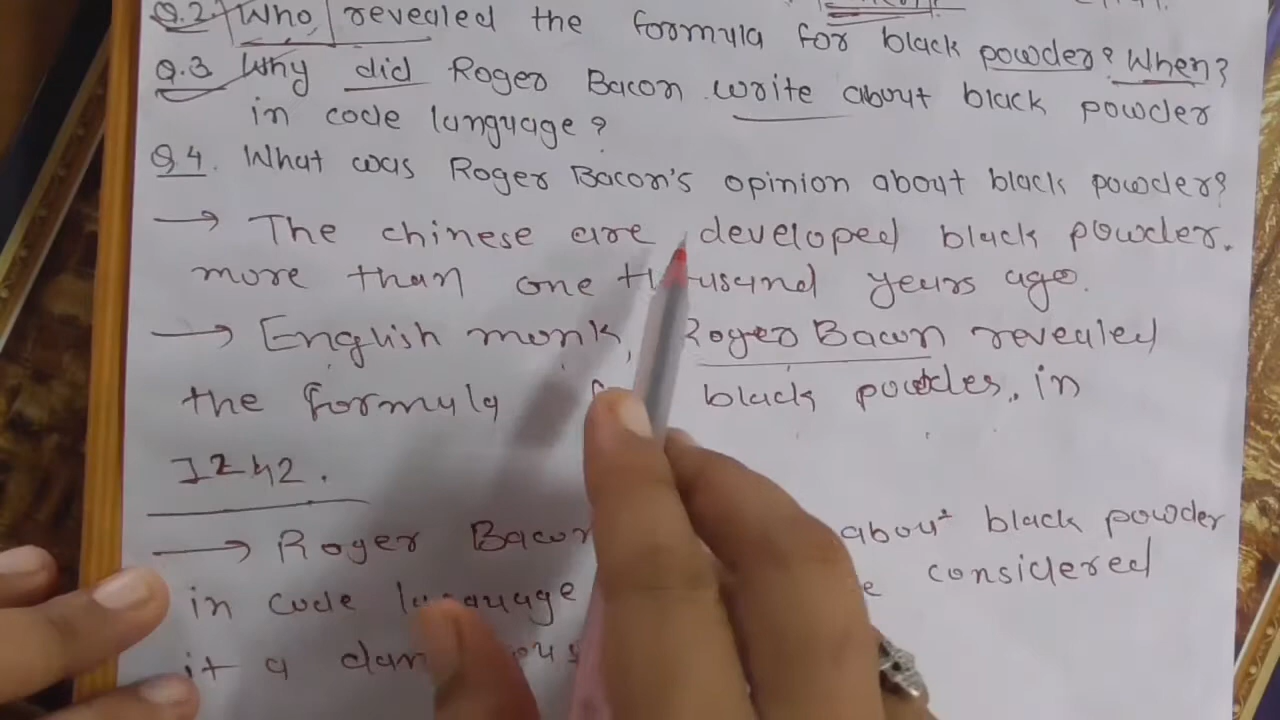 Q.2 Who, revealed the formula for black powder? When?
Q.3 Why did Roger Bacon write about black powder
in code language?
Q.4. What was Roger Bacon's opinion about black powder?
→ The chinese are developed black powder.
more than one thousand years ago.
→ English monk, Roger Bacon revealed
the formula black in
1242.
→ Roger Bacon about black powder
in code language considered
it a